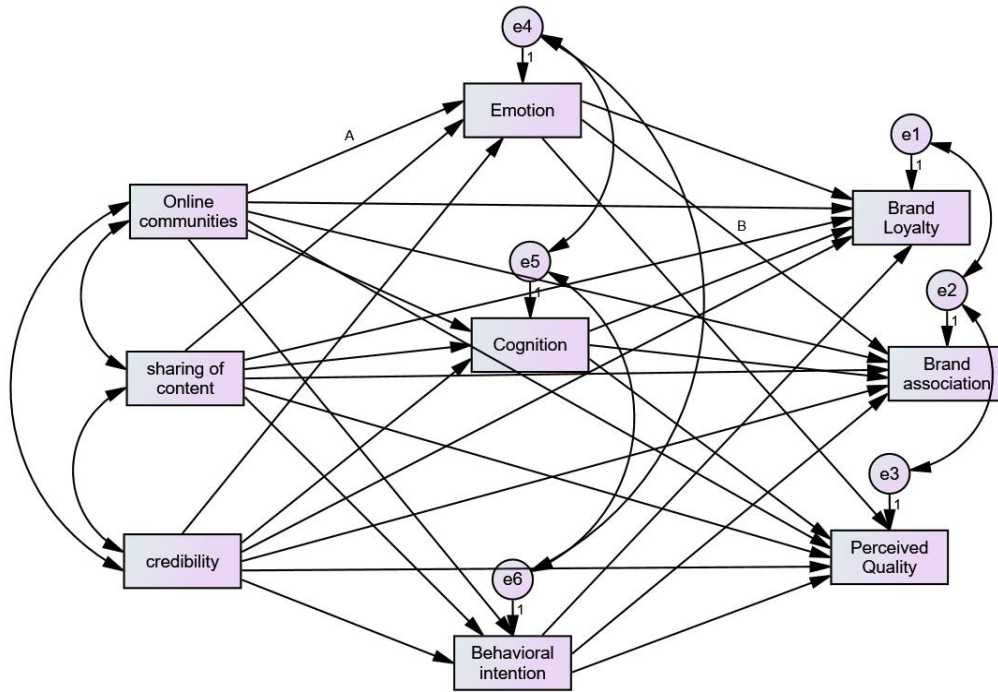 e4
1
Emotion
A
e1
1
Online
communities
Brand
Loyalty
B
e5
1
e2
1
Cognition
sharing of
content
Brand
association
e3
1
credibility
Perceived
Quality
e6
1
Behavioral
intention